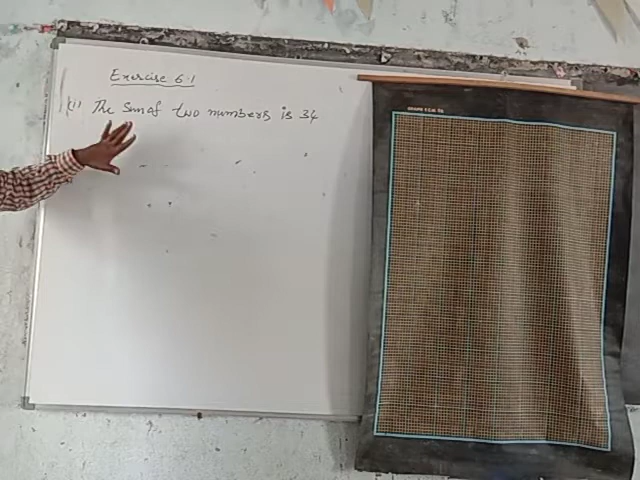 Exercise 6.1
(i) The Sum of two numbers is 34